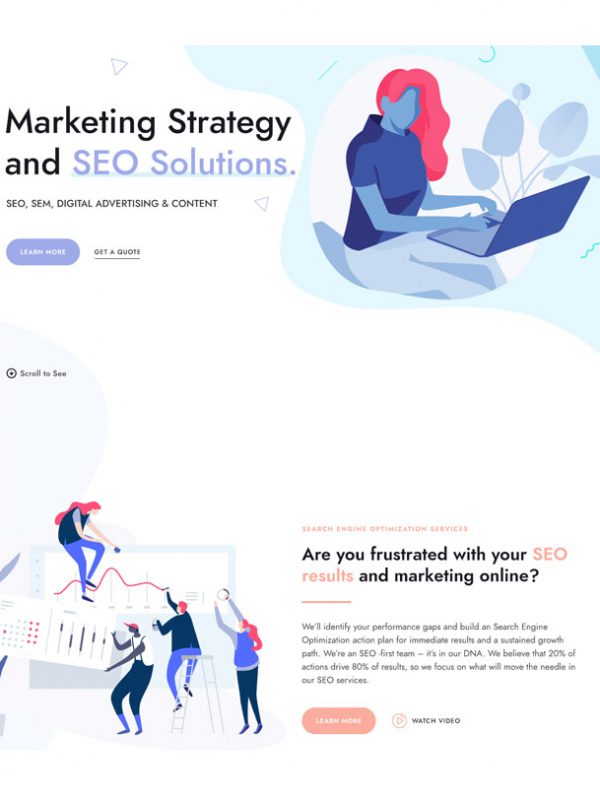 Marketing Strategy
and SEO Solutions.
SEO, SEM, DIGITAL ADVERTISING & CONTENT
LEARN MORE
GET A QUOTE
Scroll to See
SEARCH ENGINE OPTIMIZATION SERVICES
Are you frustrated with your SEO
results and marketing online?
We'll identify your performance gaps and build an Search Engine
Optimization action plan for immediate results and a sustained growth
path. We're an SEO -first team – it's in our DNA. We believe that 20% of
actions drive 80% of results, so we focus on what will move the needle in
our SEO services.
LEARN MORE
WATCH VIDEO